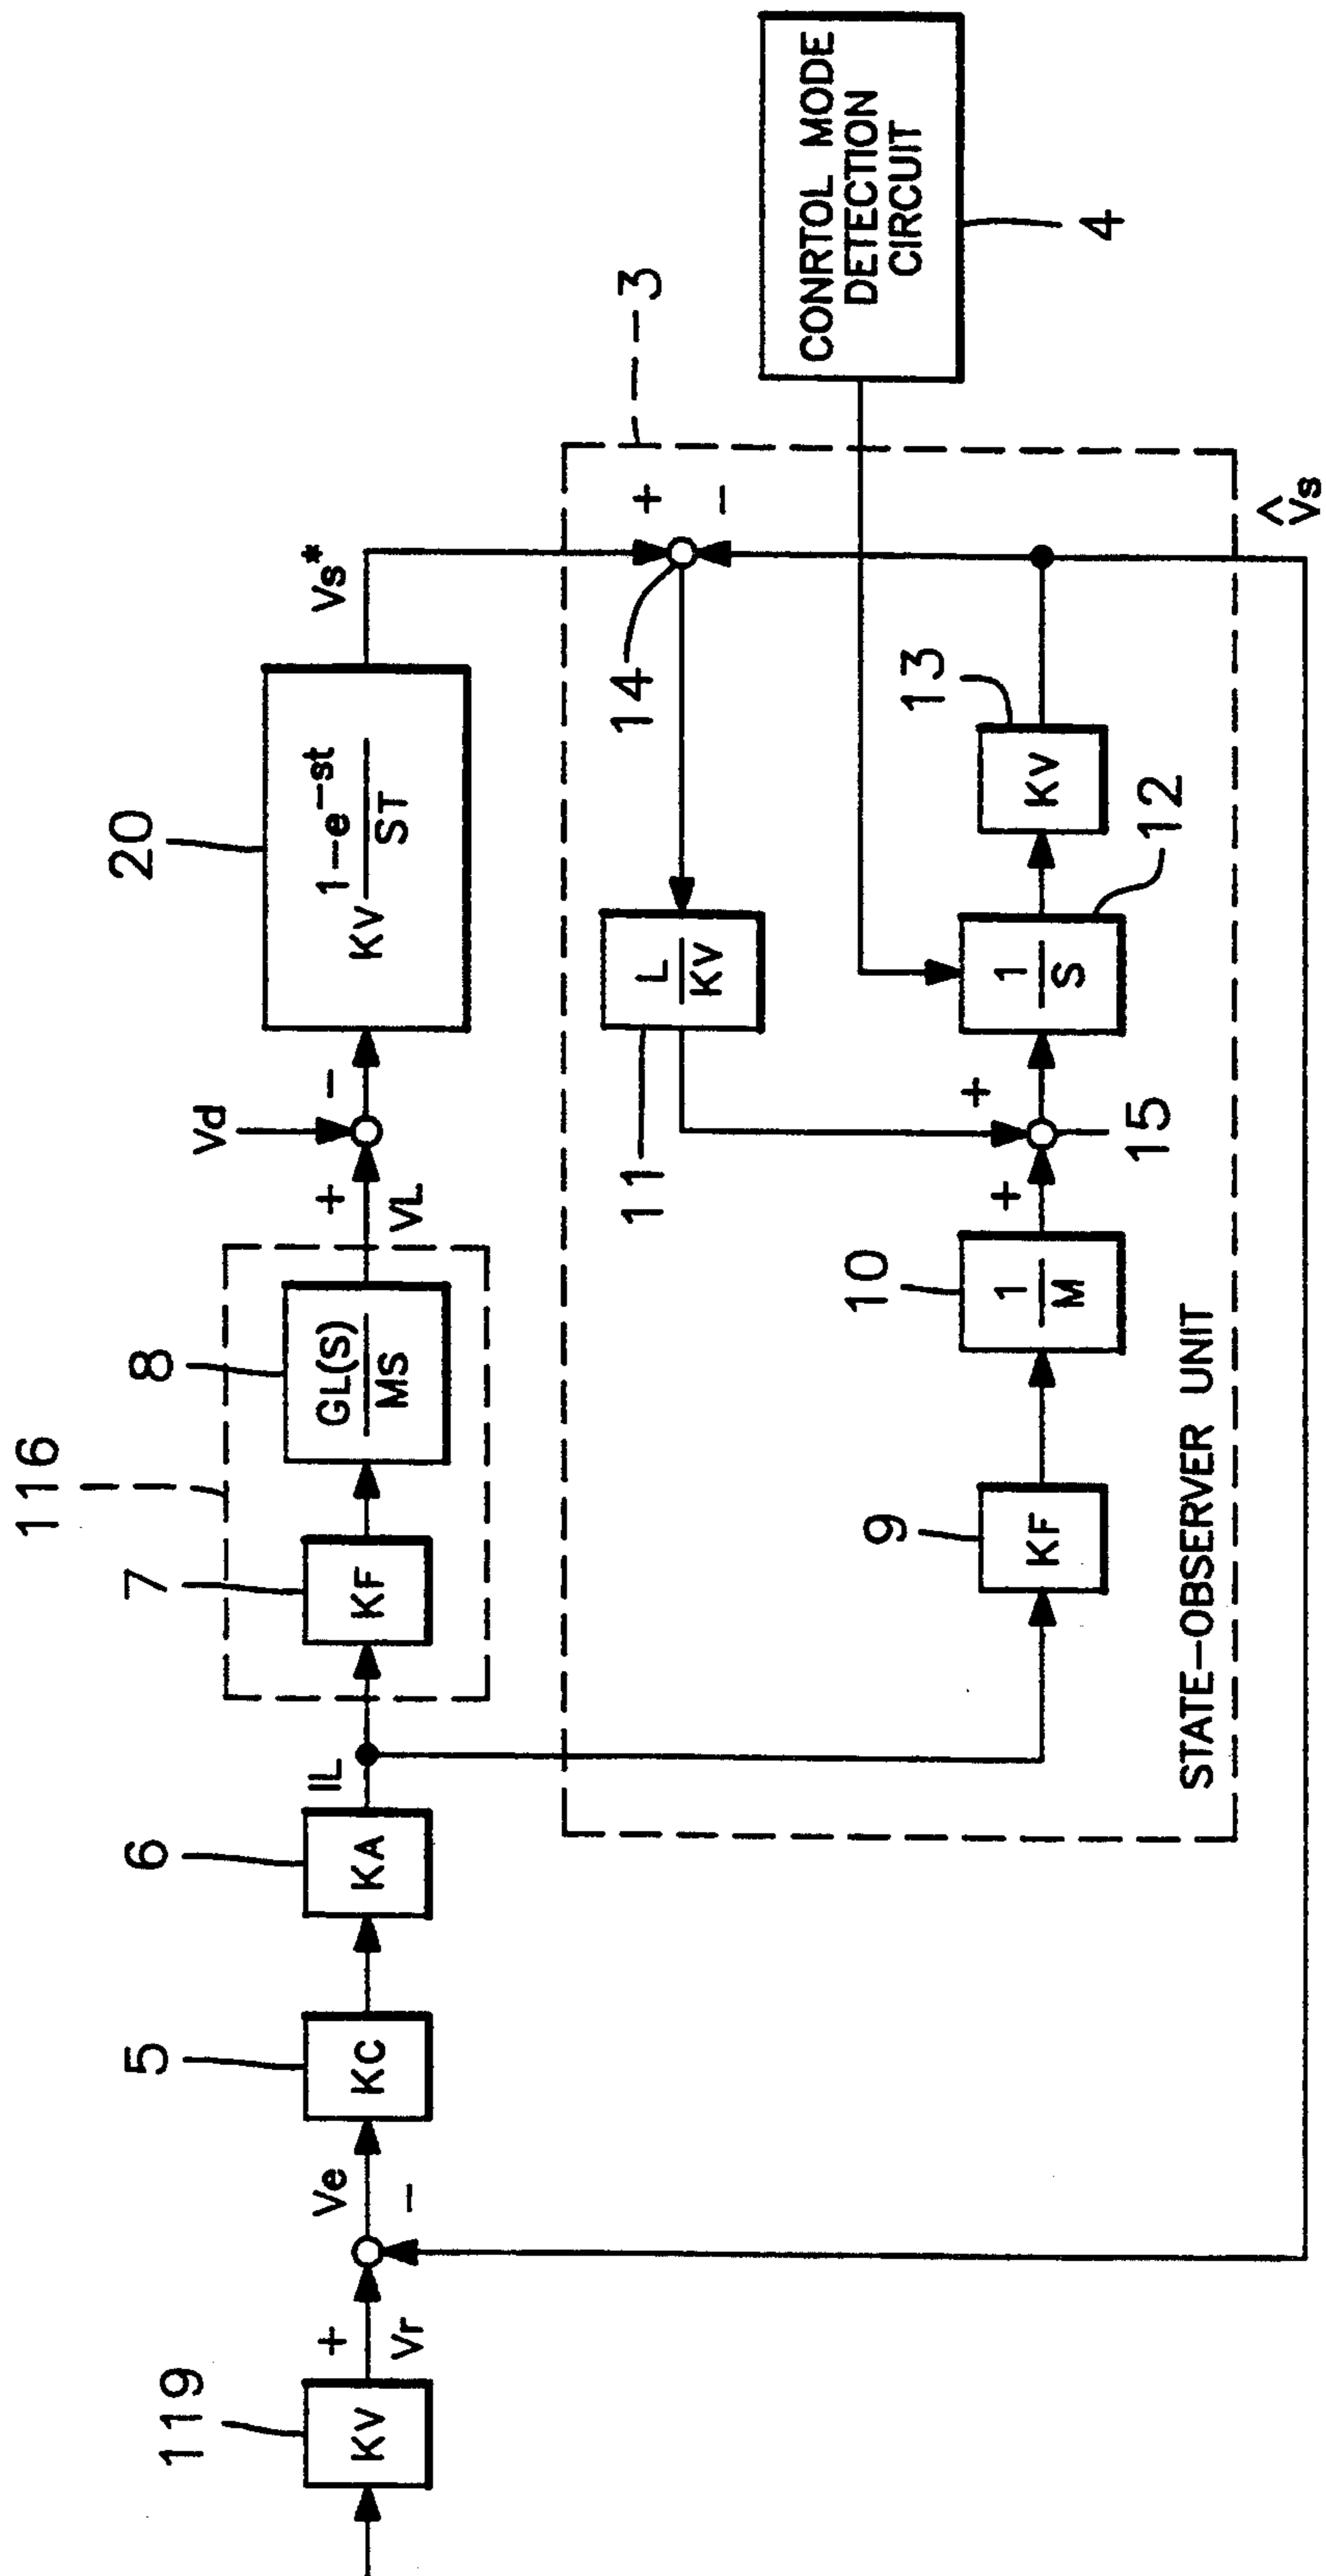 119
KV
+
Vr
Ve
−
5
KC
6
KA
IL
116
7
KF
8
GL(S)
MS
+
VL
Vd
−
20
KV 1−e^−st
ST
Vs*
3
+
−
14
L
KV
11
9
KF
10
1
M
+
+
15
1
S
12
13
KV
V̂s
STATE−OBSERVER UNIT
CONRTOL MODE
DETECTION
CIRCUIT
4